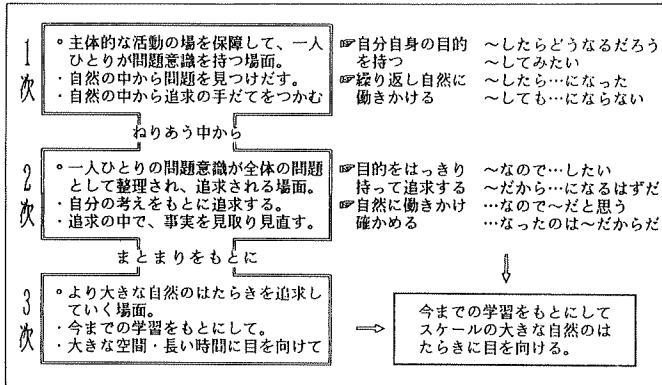 1次
◦主体的な活動の場を保障して、一人
ひとりが問題意識を持つ場面。
・自然の中から問題を見つけだす。
・自然の中から追求の手だてをつかむ
☞自分自身の目的 ～したらどうなるだろう
を持つ ～してみたい
☞繰り返し自然に ～したら…になった
働きかける ～しても…にならない
ねりあう中から
2次
◦一人ひとりの問題意識が全体の問題
として整理され、追求される場面。
・自分の考えをもとに追求する。
・追求の中で、事実を見取り見直す。
☞目的をはっきり ～なので…したい
持って追求する ～だから…になるはずだ
☞自然に働きかけ …なので～だと思う
確かめる …なったのは～だからだ
まとまりをもとに
3次
◦より大きな自然のはたらきを追求し
ていく場面。
・今までの学習をもとにして。
・大きな空間・長い時間に目を向けて
今までの学習をもとにして
スケールの大きな自然のは
たらきに目を向ける。